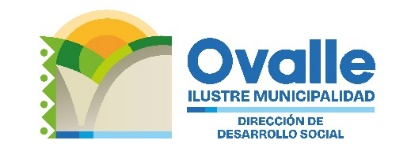 Ovalle
ILUSTRE MUNICIPALIDAD
DIRECCIÓN DE
DESARROLLO SOCIAL